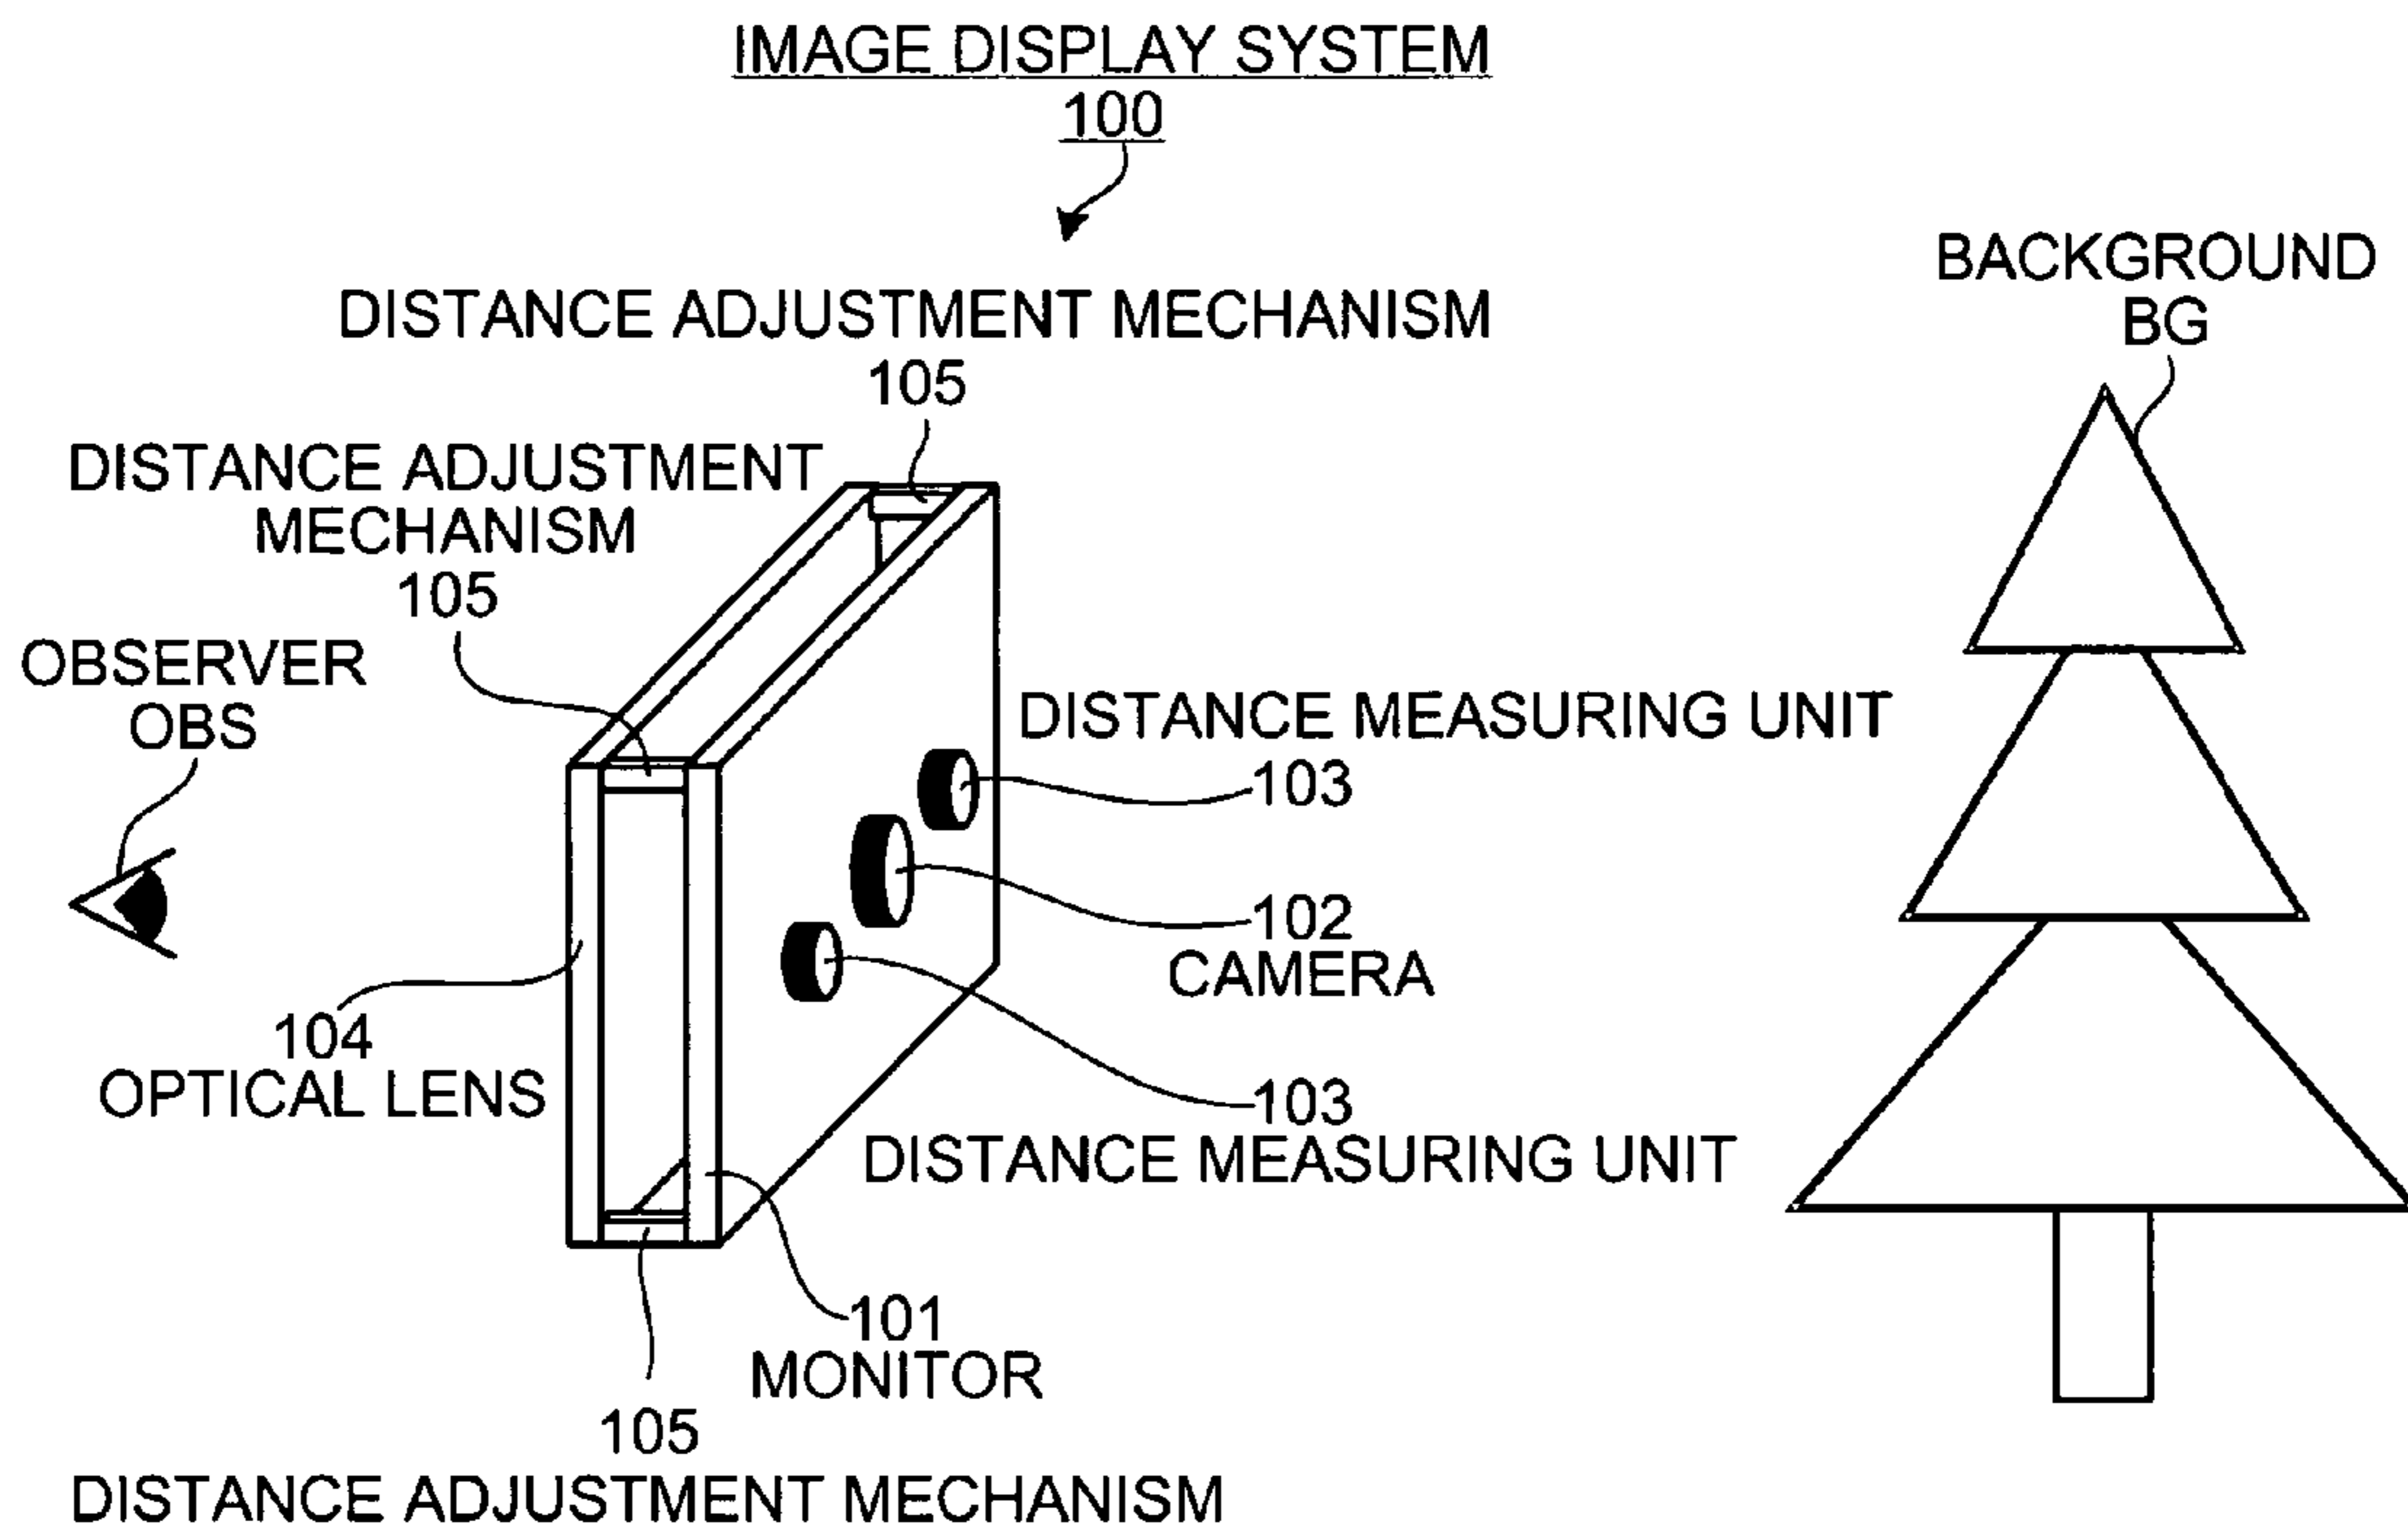 IMAGE DISPLAY SYSTEM
100
BACKGROUND
BG
DISTANCE ADJUSTMENT MECHANISM
105
DISTANCE ADJUSTMENT
MECHANISM
105
OBSERVER
OBS
DISTANCE MEASURING UNIT
103
102
CAMERA
104
OPTICAL LENS
103
DISTANCE MEASURING UNIT
101
MONITOR
105
DISTANCE ADJUSTMENT MECHANISM